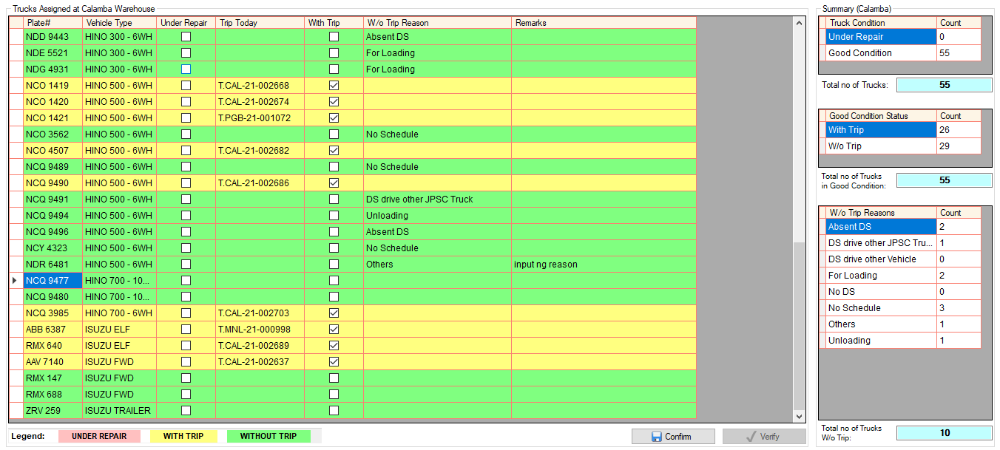 Trucks Assigned at Calamba Warehouse
Plate# Vehicle Type Under Repair Trip Today With Trip W/o Trip Reason Remarks
NDD 9443 HINO 300 - 6WH Absent DS
NDE 5521 HINO 300 - 6WH For Loading
NDG 4931 HINO 300 - 6WH For Loading
NCO 1419 HINO 500 - 6WH T.CAL-21-002668
NCO 1420 HINO 500 - 6WH T.CAL-21-002674
NCO 1421 HINO 500 - 6WH T.PGB-21-001072
NCO 3562 HINO 500 - 6WH No Schedule
NCO 4507 HINO 500 - 6WH T.CAL-21-002682
NCQ 9489 HINO 500 - 6WH No Schedule
NCQ 9490 HINO 500 - 6WH T.CAL-21-002686
NCQ 9491 HINO 500 - 6WH DS drive other JPSC Truck
NCQ 9494 HINO 500 - 6WH Unloading
NCQ 9496 HINO 500 - 6WH Absent DS
NCY 4323 HINO 500 - 6WH No Schedule
NDR 6481 HINO 500 - 6WH Others input ng reason
NCQ 9477 HINO 700 - 10...
NCQ 9480 HINO 700 - 10...
NCQ 3985 HINO 700 - 6WH T.CAL-21-002703
ABB 6387 ISUZU ELF T.MNL-21-000998
RMX 640 ISUZU ELF T.CAL-21-002689
AAV 7140 ISUZU FWD T.CAL-21-002637
RMX 147 ISUZU FWD
RMX 688 ISUZU FWD
ZRV 259 ISUZU TRAILER
Legend: UNDER REPAIR WITH TRIP WITHOUT TRIP
Confirm Verify
Summary (Calamba)
Truck Condition Count
Under Repair 0
Good Condition 55
Total no of Trucks: 55
Good Condition Status Count
With Trip 26
W/o Trip 29
Total no of Trucks
in Good Condition: 55
W/o Trip Reasons Count
Absent DS 2
DS drive other JPSC Tru... 1
DS drive other Vehicle 0
For Loading 2
No DS 0
No Schedule 3
Others 1
Unloading 1
Total no of Trucks
W/o Trip: 10